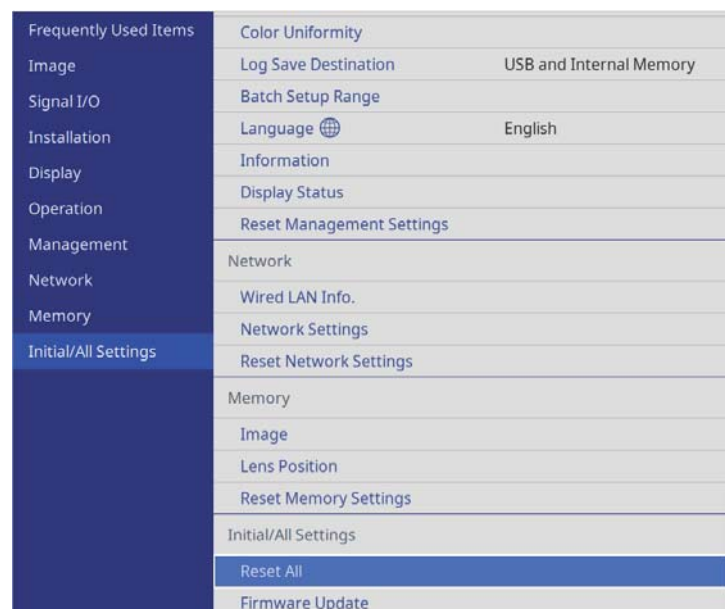 Frequently Used Items
Image
Signal I/O
Installation
Display
Operation
Management
Network
Memory
Initial/All Settings
Color Uniformity
Log Save Destination USB and Internal Memory
Batch Setup Range
Language English
Information
Display Status
Reset Management Settings
Network
Wired LAN Info.
Network Settings
Reset Network Settings
Memory
Image
Lens Position
Reset Memory Settings
Initial/All Settings
Reset All
Firmware Update